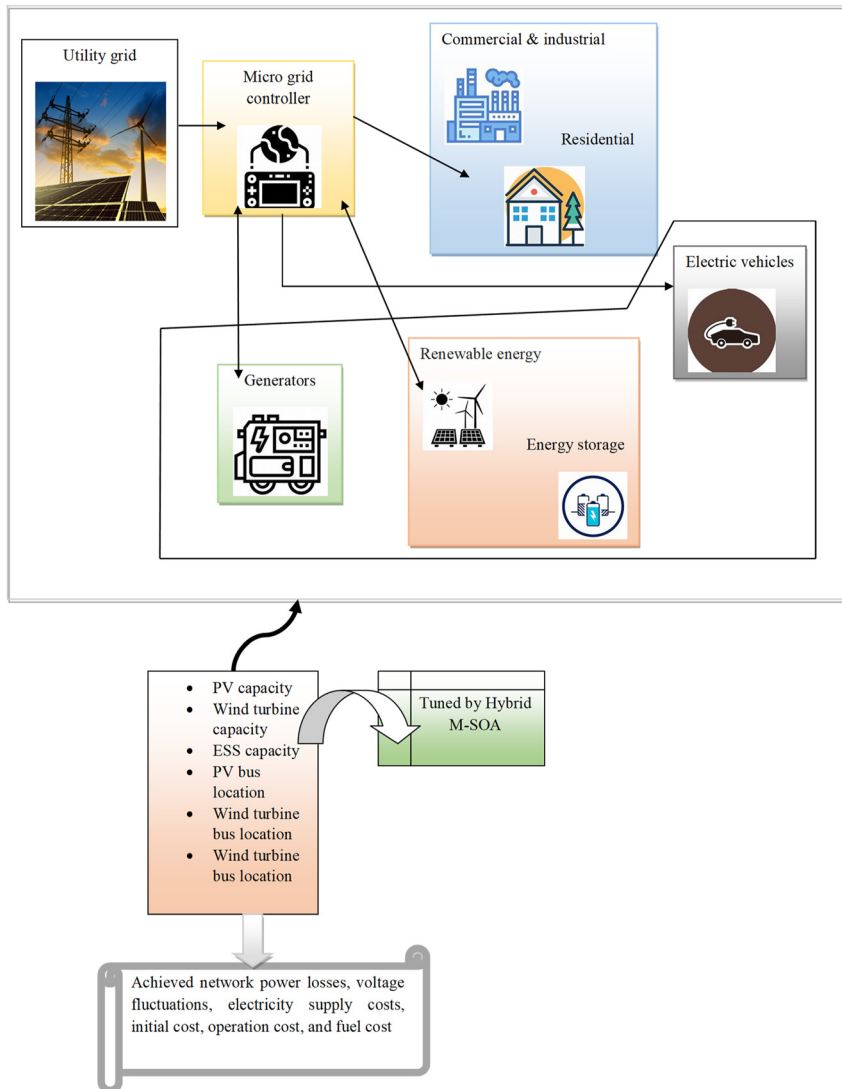 Utility grid
Micro grid
controller
Commercial & industrial
Residential
Electric vehicles
Generators
Renewable energy
Energy storage
• PV capacity
• Wind turbine
capacity
• ESS capacity
• PV bus
location
• Wind turbine
bus location
• Wind turbine
bus location
Tuned by Hybrid
M-SOA
Achieved network power losses, voltage
fluctuations, electricity supply costs,
initial cost, operation cost, and fuel cost